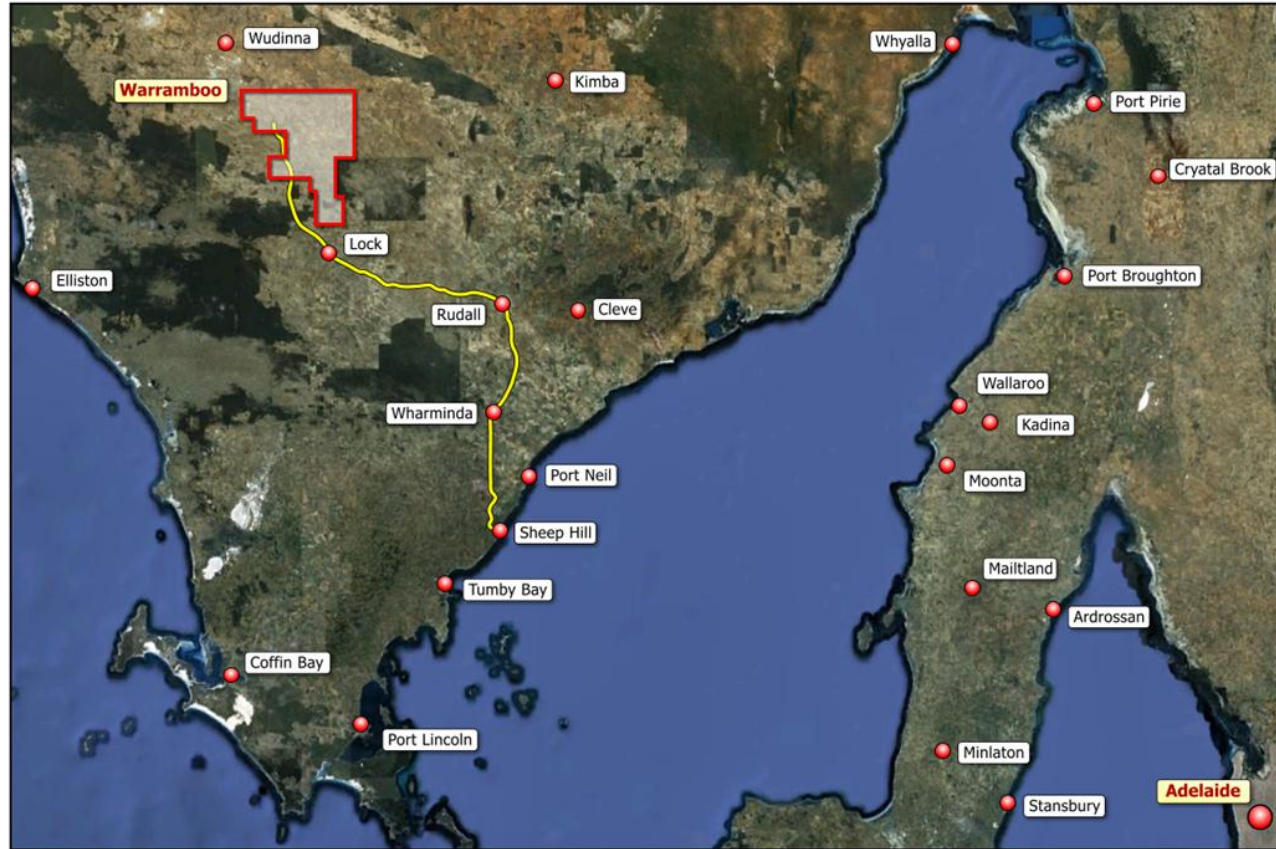 Wudinna
Whyalla
Kimba
Warramboo
Port Pirie
Cryatal Brook
Lock
Elliston
Port Broughton
Rudall
Cleve
Wallaroo
Wharminda
Kadina
Port Neil
Moonta
Sheep Hill
Mailtland
Tumby Bay
Ardrossan
Coffin Bay
Port Lincoln
Minlaton
Adelaide
Stansbury